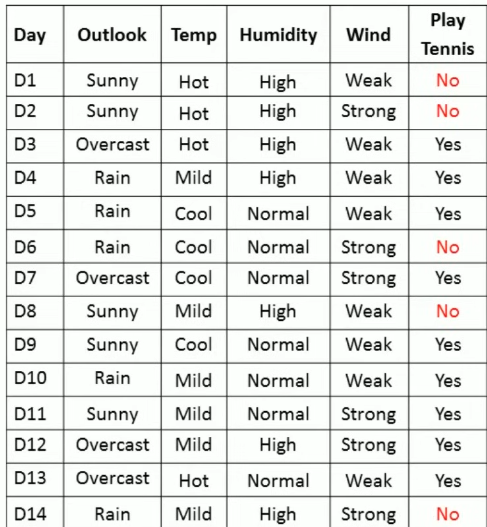 Day Outlook Temp Humidity Wind Play Tennis
D1 Sunny Hot High Weak No
D2 Sunny Hot High Strong No
D3 Overcast Hot High Weak Yes
D4 Rain Mild High Weak Yes
D5 Rain Cool Normal Weak Yes
D6 Rain Cool Normal Strong No
D7 Overcast Cool Normal Strong Yes
D8 Sunny Mild High Weak No
D9 Sunny Cool Normal Weak Yes
D10 Rain Mild Normal Weak Yes
D11 Sunny Mild Normal Strong Yes
D12 Overcast Mild High Strong Yes
D13 Overcast Hot Normal Weak Yes
D14 Rain Mild High Strong No